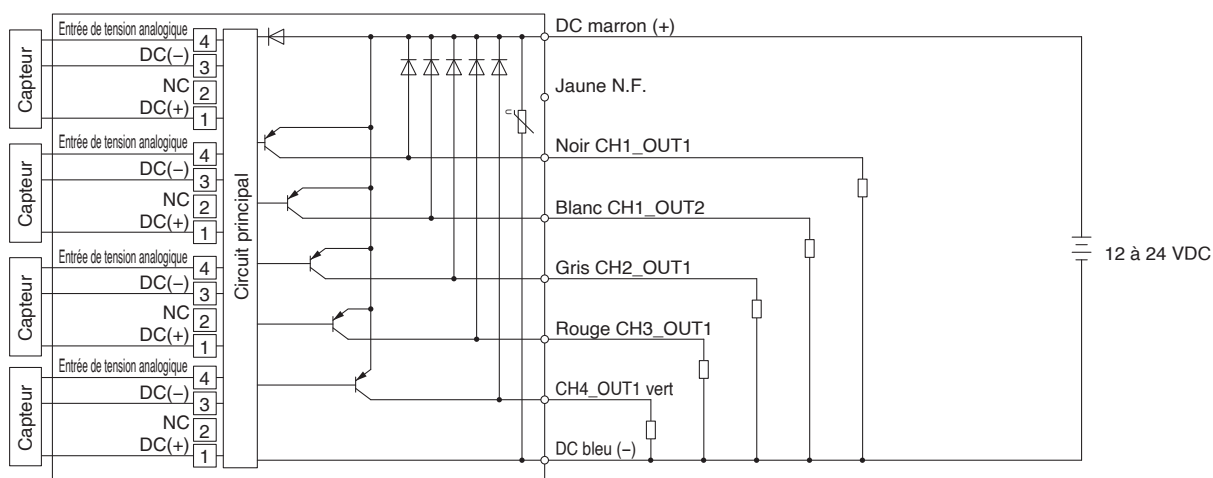 Capteur
Entrée de tension analogique 4
DC(−) 3
NC 2
DC(+) 1
Capteur
Entrée de tension analogique 4
DC(−) 3
NC 2
DC(+) 1
Capteur
Entrée de tension analogique 4
DC(−) 3
NC 2
DC(+) 1
Capteur
Entrée de tension analogique 4
DC(−) 3
NC 2
DC(+) 1
Circuit principal
DC marron (+)
Jaune N.F.
Noir CH1_OUT1
Blanc CH1_OUT2
Gris CH2_OUT1
Rouge CH3_OUT1
CH4_OUT1 vert
DC bleu (−)
12 à 24 VDC